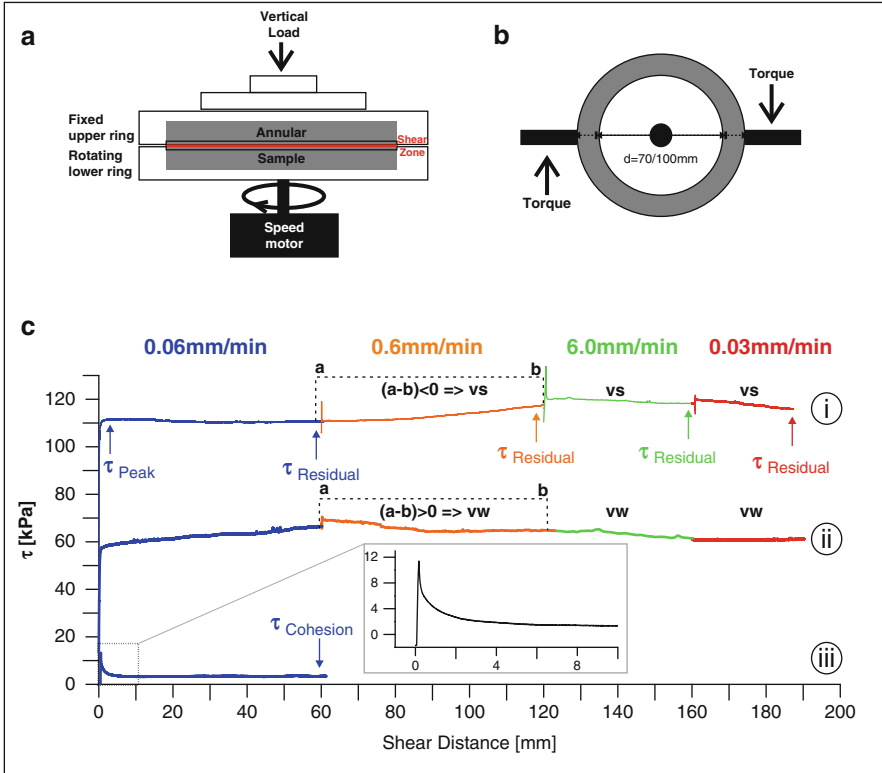 a
Vertical
Load
Fixed
upper ring
Annular
Shear
Rotating
lower ring
Sample
Zone
Speed
motor
b
Torque
d=70/100mm
Torque
c
0.06mm/min
0.6mm/min
6.0mm/min
0.03mm/min
a
b
(a-b)<0 => vs
vs
vs
i
τ Peak
τ Residual
τ Residual
τ Residual
τ Residual
a
b
(a-b)>0 => vw
vw
vw
ii
12
8
4
0
0
4
8
τ Cohesion
iii
τ [kPa]
120
100
80
60
40
20
0
0
20
40
60
80
100
120
140
160
180
200
Shear Distance [mm]